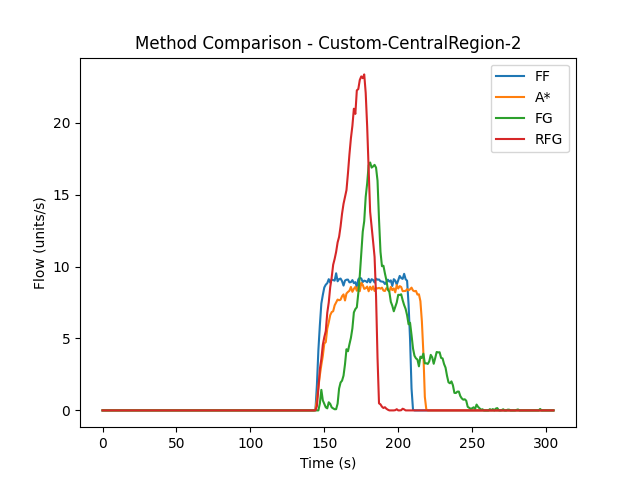 Method Comparison - Custom-CentralRegion-2
FF
A*
FG
RFG
20
15
10
5
0
Flow (units/s)
0 50 100 150 200 250 300
Time (s)